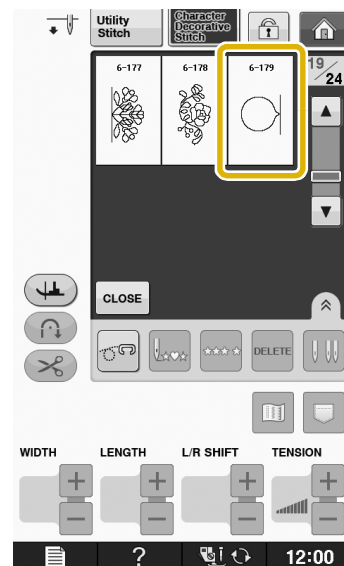 Utility
Stitch
Character
Decorative
Stitch
6-177
6-178
6-179
19
24
CLOSE
DELETE
WIDTH
LENGTH
L/R SHIFT
TENSION
?
12:00